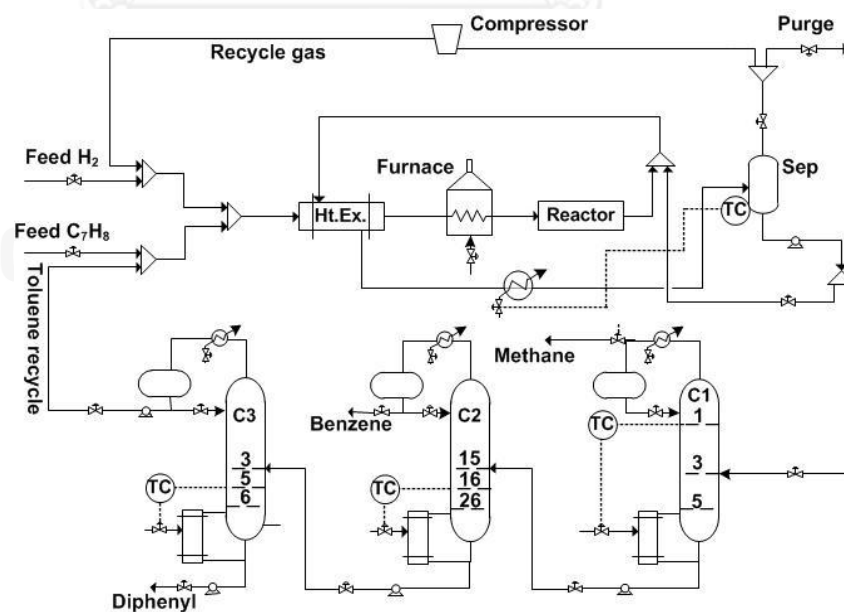 Compressor
Purge
Recycle gas
Feed H₂
Furnace
Sep
Ht.Ex.
Reactor
TC
Feed C₇H₈
Toluene recycle
Methane
C3
C2
C1
Benzene
TC
1
3
5
6
TC
15
16
26
TC
3
5
Diphenyl